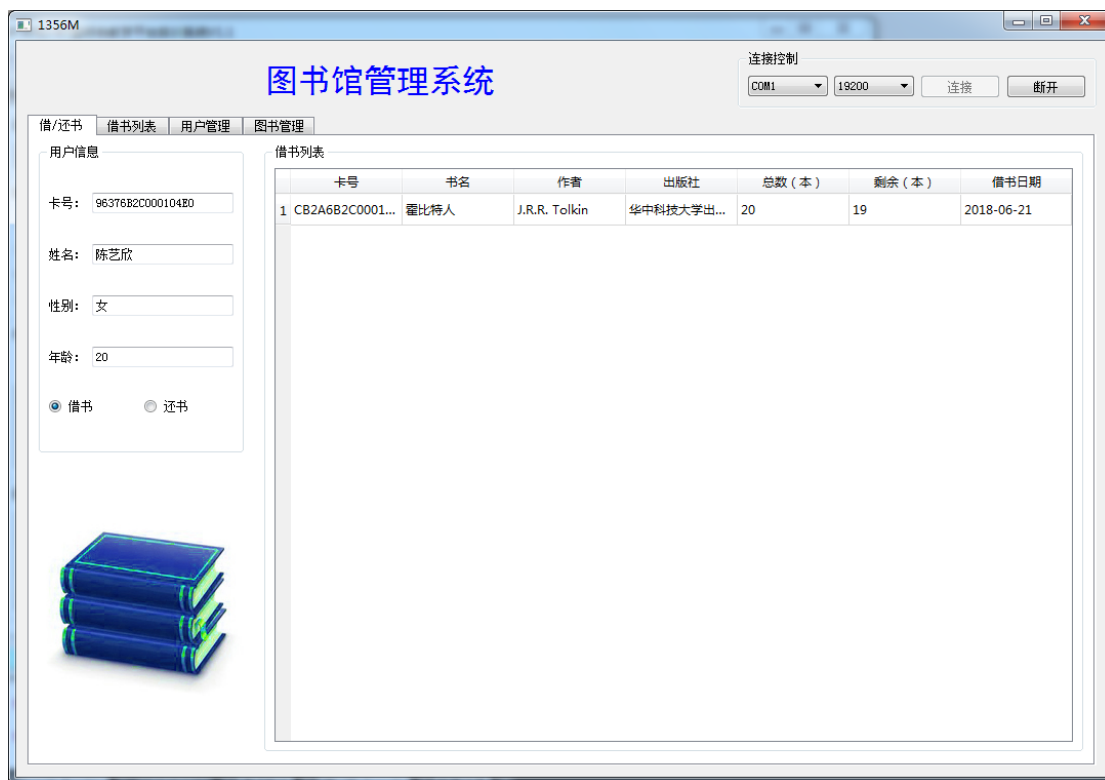 1356M
图书馆管理系统
连接控制
COM1 19200 连接 断开
借/还书 借书列表 用户管理 图书管理
用户信息
卡号： 96376B2C000104E0
姓名： 陈艺欣
性别： 女
年龄： 20
借书 还书
借书列表
卡号 书名 作者 出版社 总数（本） 剩余（本） 借书日期
1 CB2A6B2C0001... 霍比特人 J.R.R. Tolkin 华中科技大学出... 20 19 2018-06-21